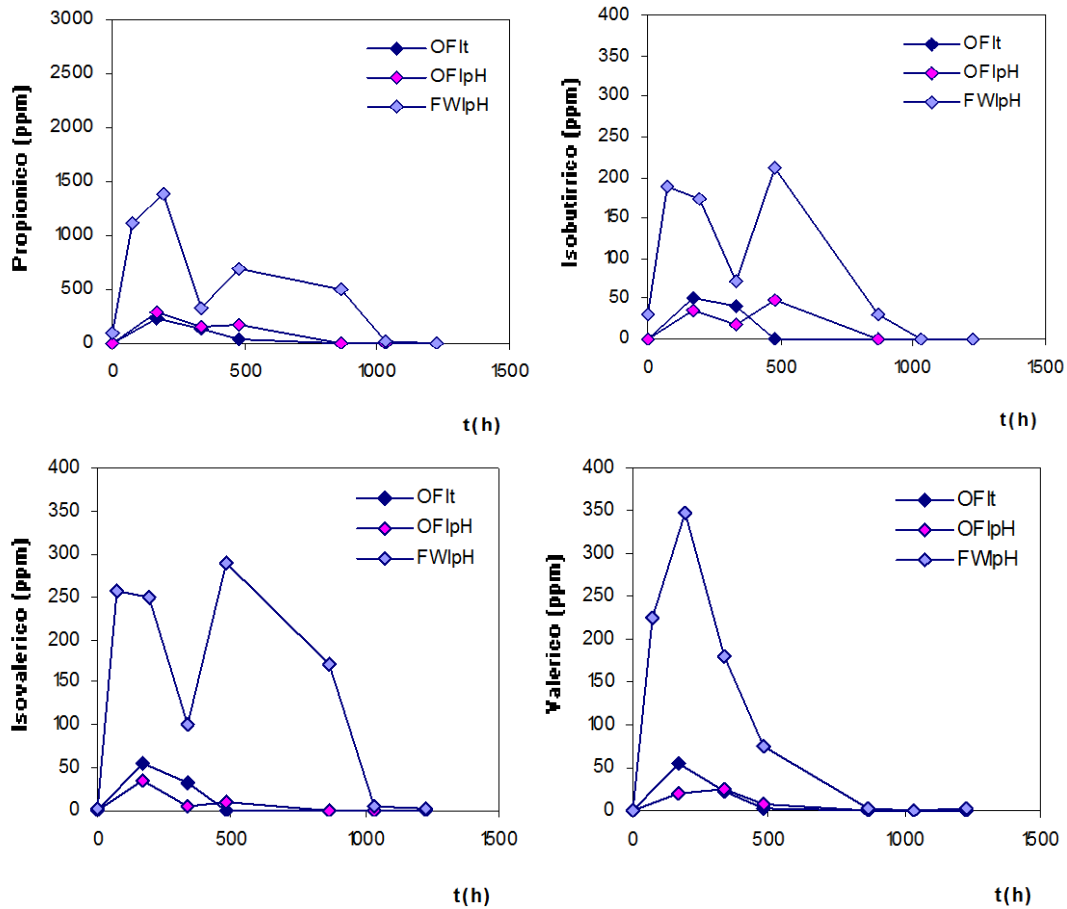 Propionico (ppm)
3000
2500
2000
1500
1000
500
0
0 500 1000 1500
t(h)
OFIt
OFIpH
FWIpH
Isobutirrico (ppm)
400
350
300
250
200
150
100
50
0
0 500 1000 1500
t(h)
OFIt
OFIpH
FWIpH
Isovalerico (ppm)
400
350
300
250
200
150
100
50
0
0 500 1000 1500
t(h)
OFIt
OFIpH
FWIpH
Valerico (ppm)
400
350
300
250
200
150
100
50
0
0 500 1000 1500
t(h)
OFIt
OFIpH
FWIpH